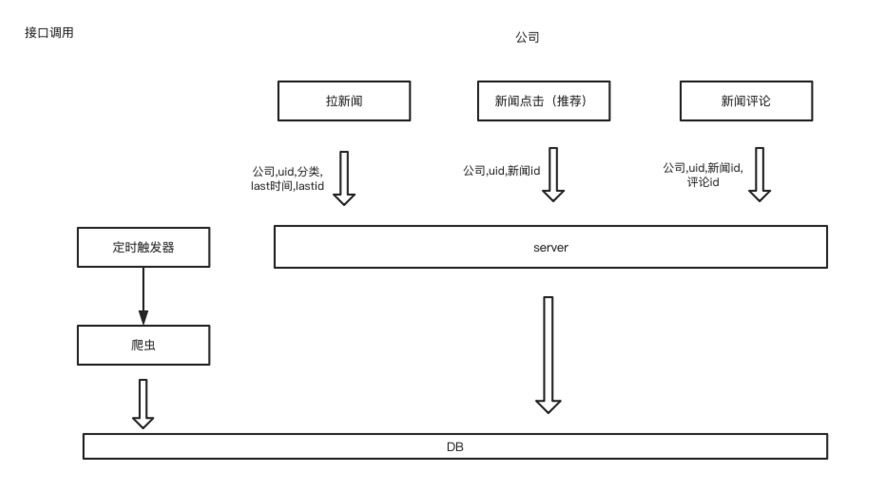 接口调用
公司
拉新闻
新闻点击（推荐）
新闻评论
公司,uid,分类,
last时间,lastid
公司,uid,新闻id
公司,uid,新闻id,
评论id
定时触发器
server
爬虫
DB